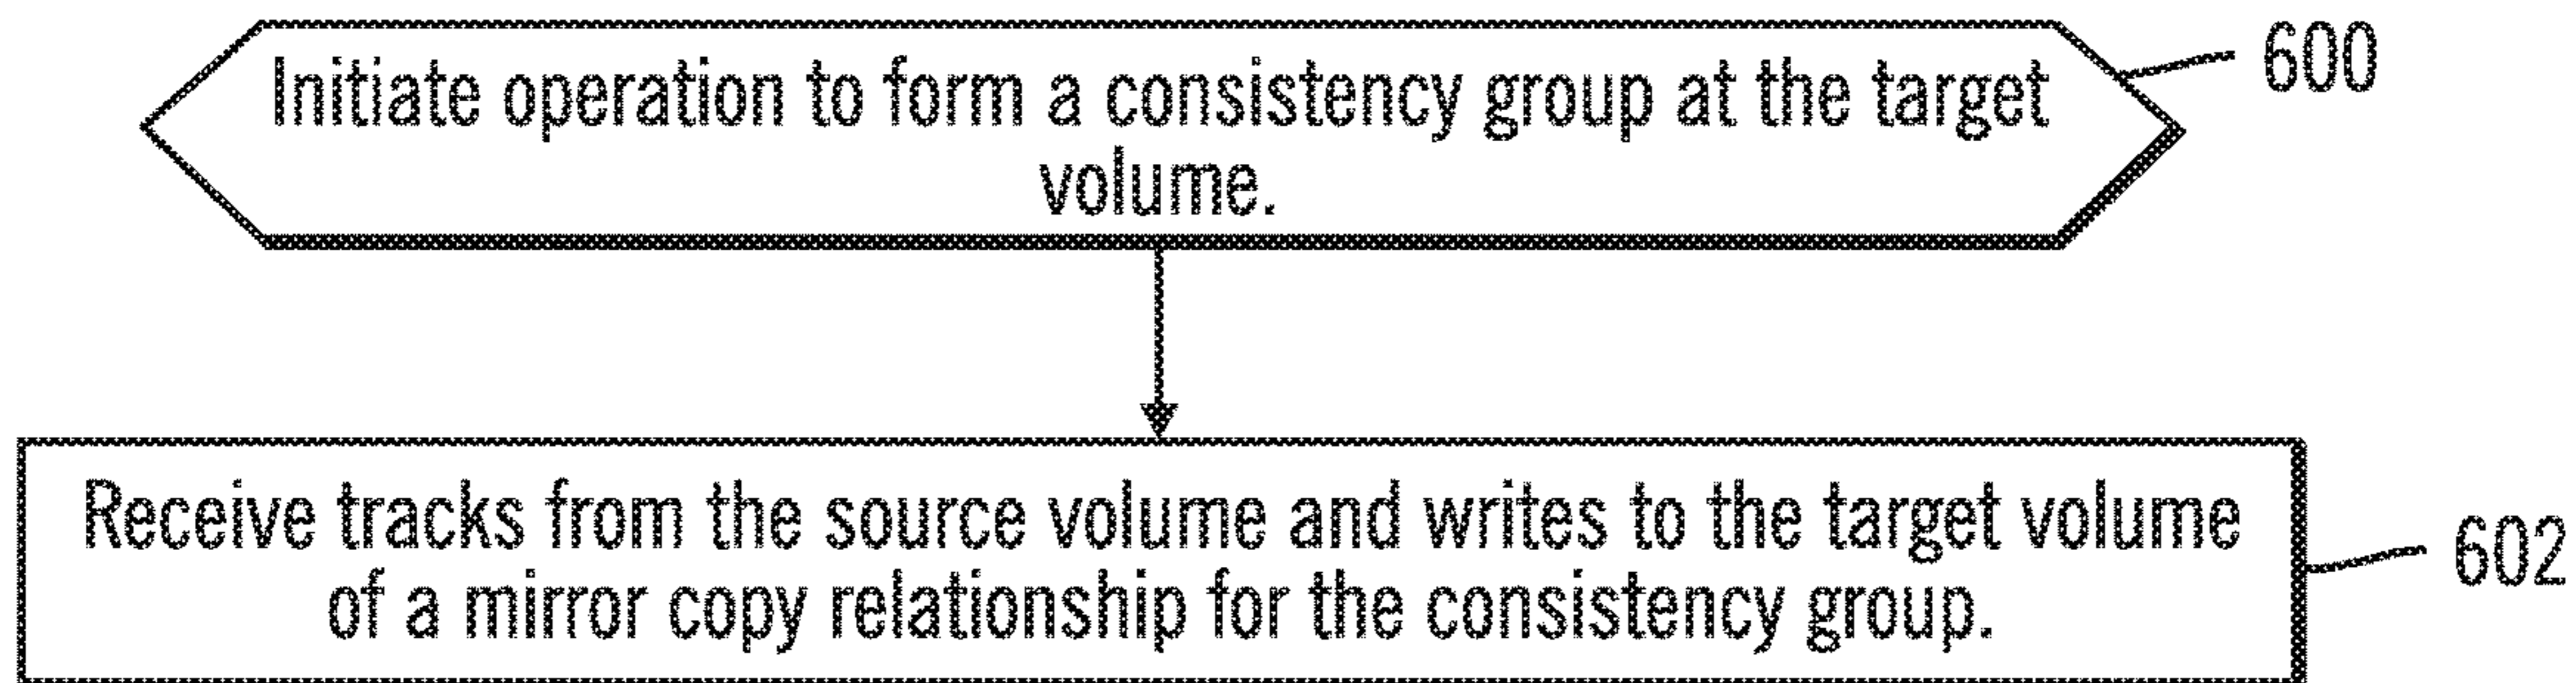 Initiate operation to form a consistency group at the target
volume.
600
Receive tracks from the source volume and writes to the target volume
of a mirror copy relationship for the consistency group.
602